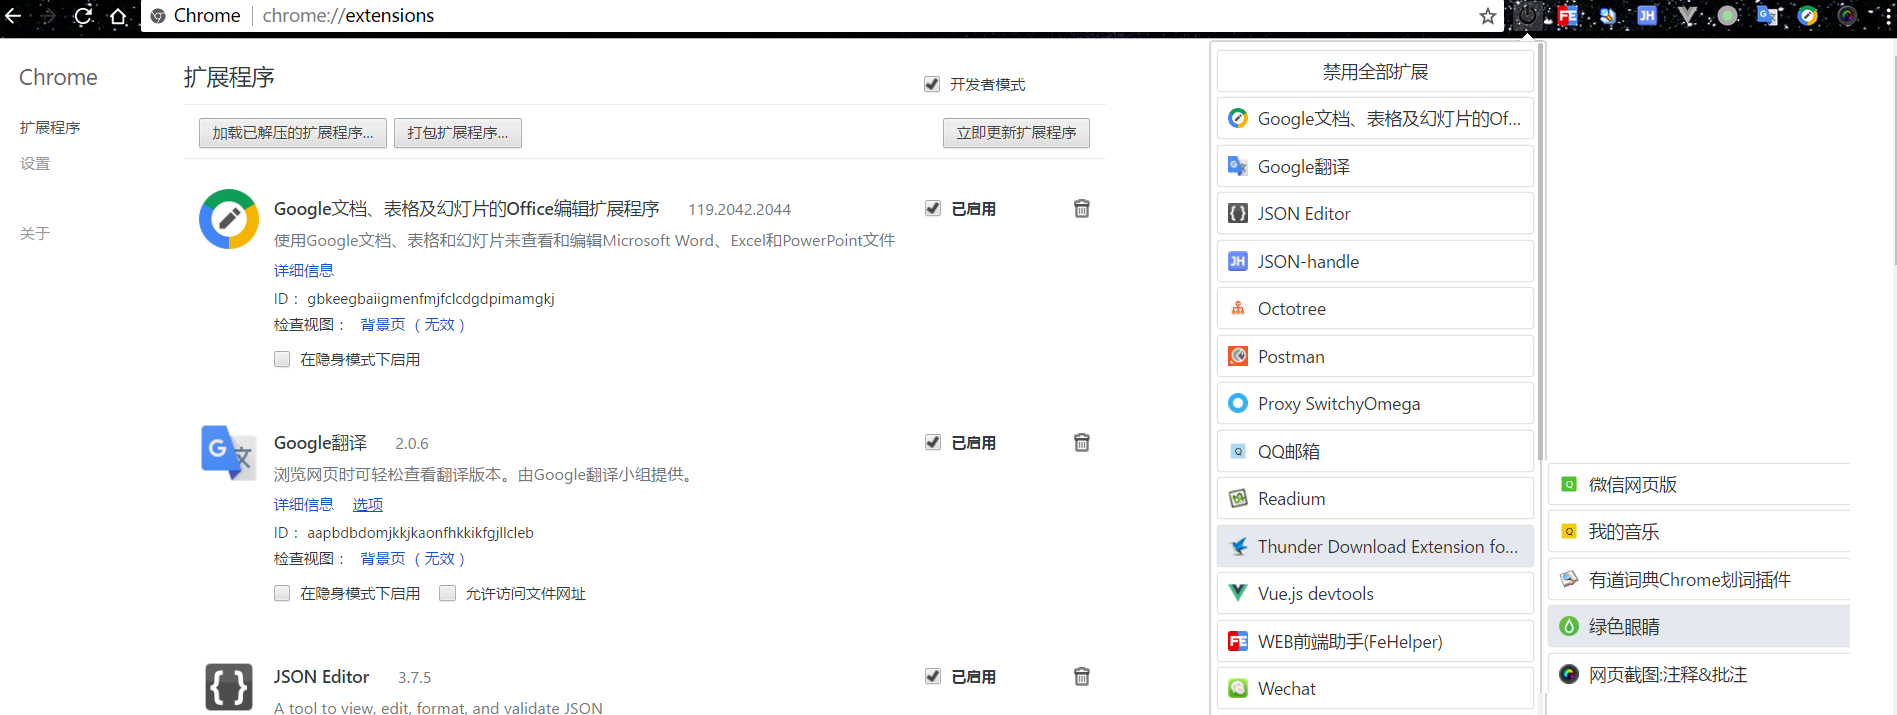 Chrome
chrome://extensions
Chrome
扩展程序
设置
关于
扩展程序
开发者模式
加载已解压的扩展程序...
打包扩展程序...
立即更新扩展程序
Google文档、表格及幻灯片的Office编辑扩展程序 119.2042.2044
已启用
使用Google文档、表格和幻灯片来查看和编辑Microsoft Word、Excel和PowerPoint文件
详细信息
ID： gbkeegbaiigmenfmjfclcdgdpimamgkj
检查视图： 背景页（无效）
在隐身模式下启用
Google翻译 2.0.6
已启用
浏览网页时可轻松查看翻译版本。由Google翻译小组提供。
详细信息 选项
ID： aapbdbdomjkkjkaonfhkkikfgjllcleb
检查视图： 背景页（无效）
在隐身模式下启用 允许访问文件网址
JSON Editor 3.7.5
已启用
A tool to view, edit, format, and validate JSON
禁用全部扩展
Google文档、表格及幻灯片的Of...
Google翻译
JSON Editor
JSON-handle
Octotree
Postman
Proxy SwitchyOmega
QQ邮箱
Readium
Thunder Download Extension fo...
Vue.js devtools
WEB前端助手(FeHelper)
Wechat
微信网页版
我的音乐
有道词典Chrome划词插件
绿色眼睛
网页截图:注释&批注